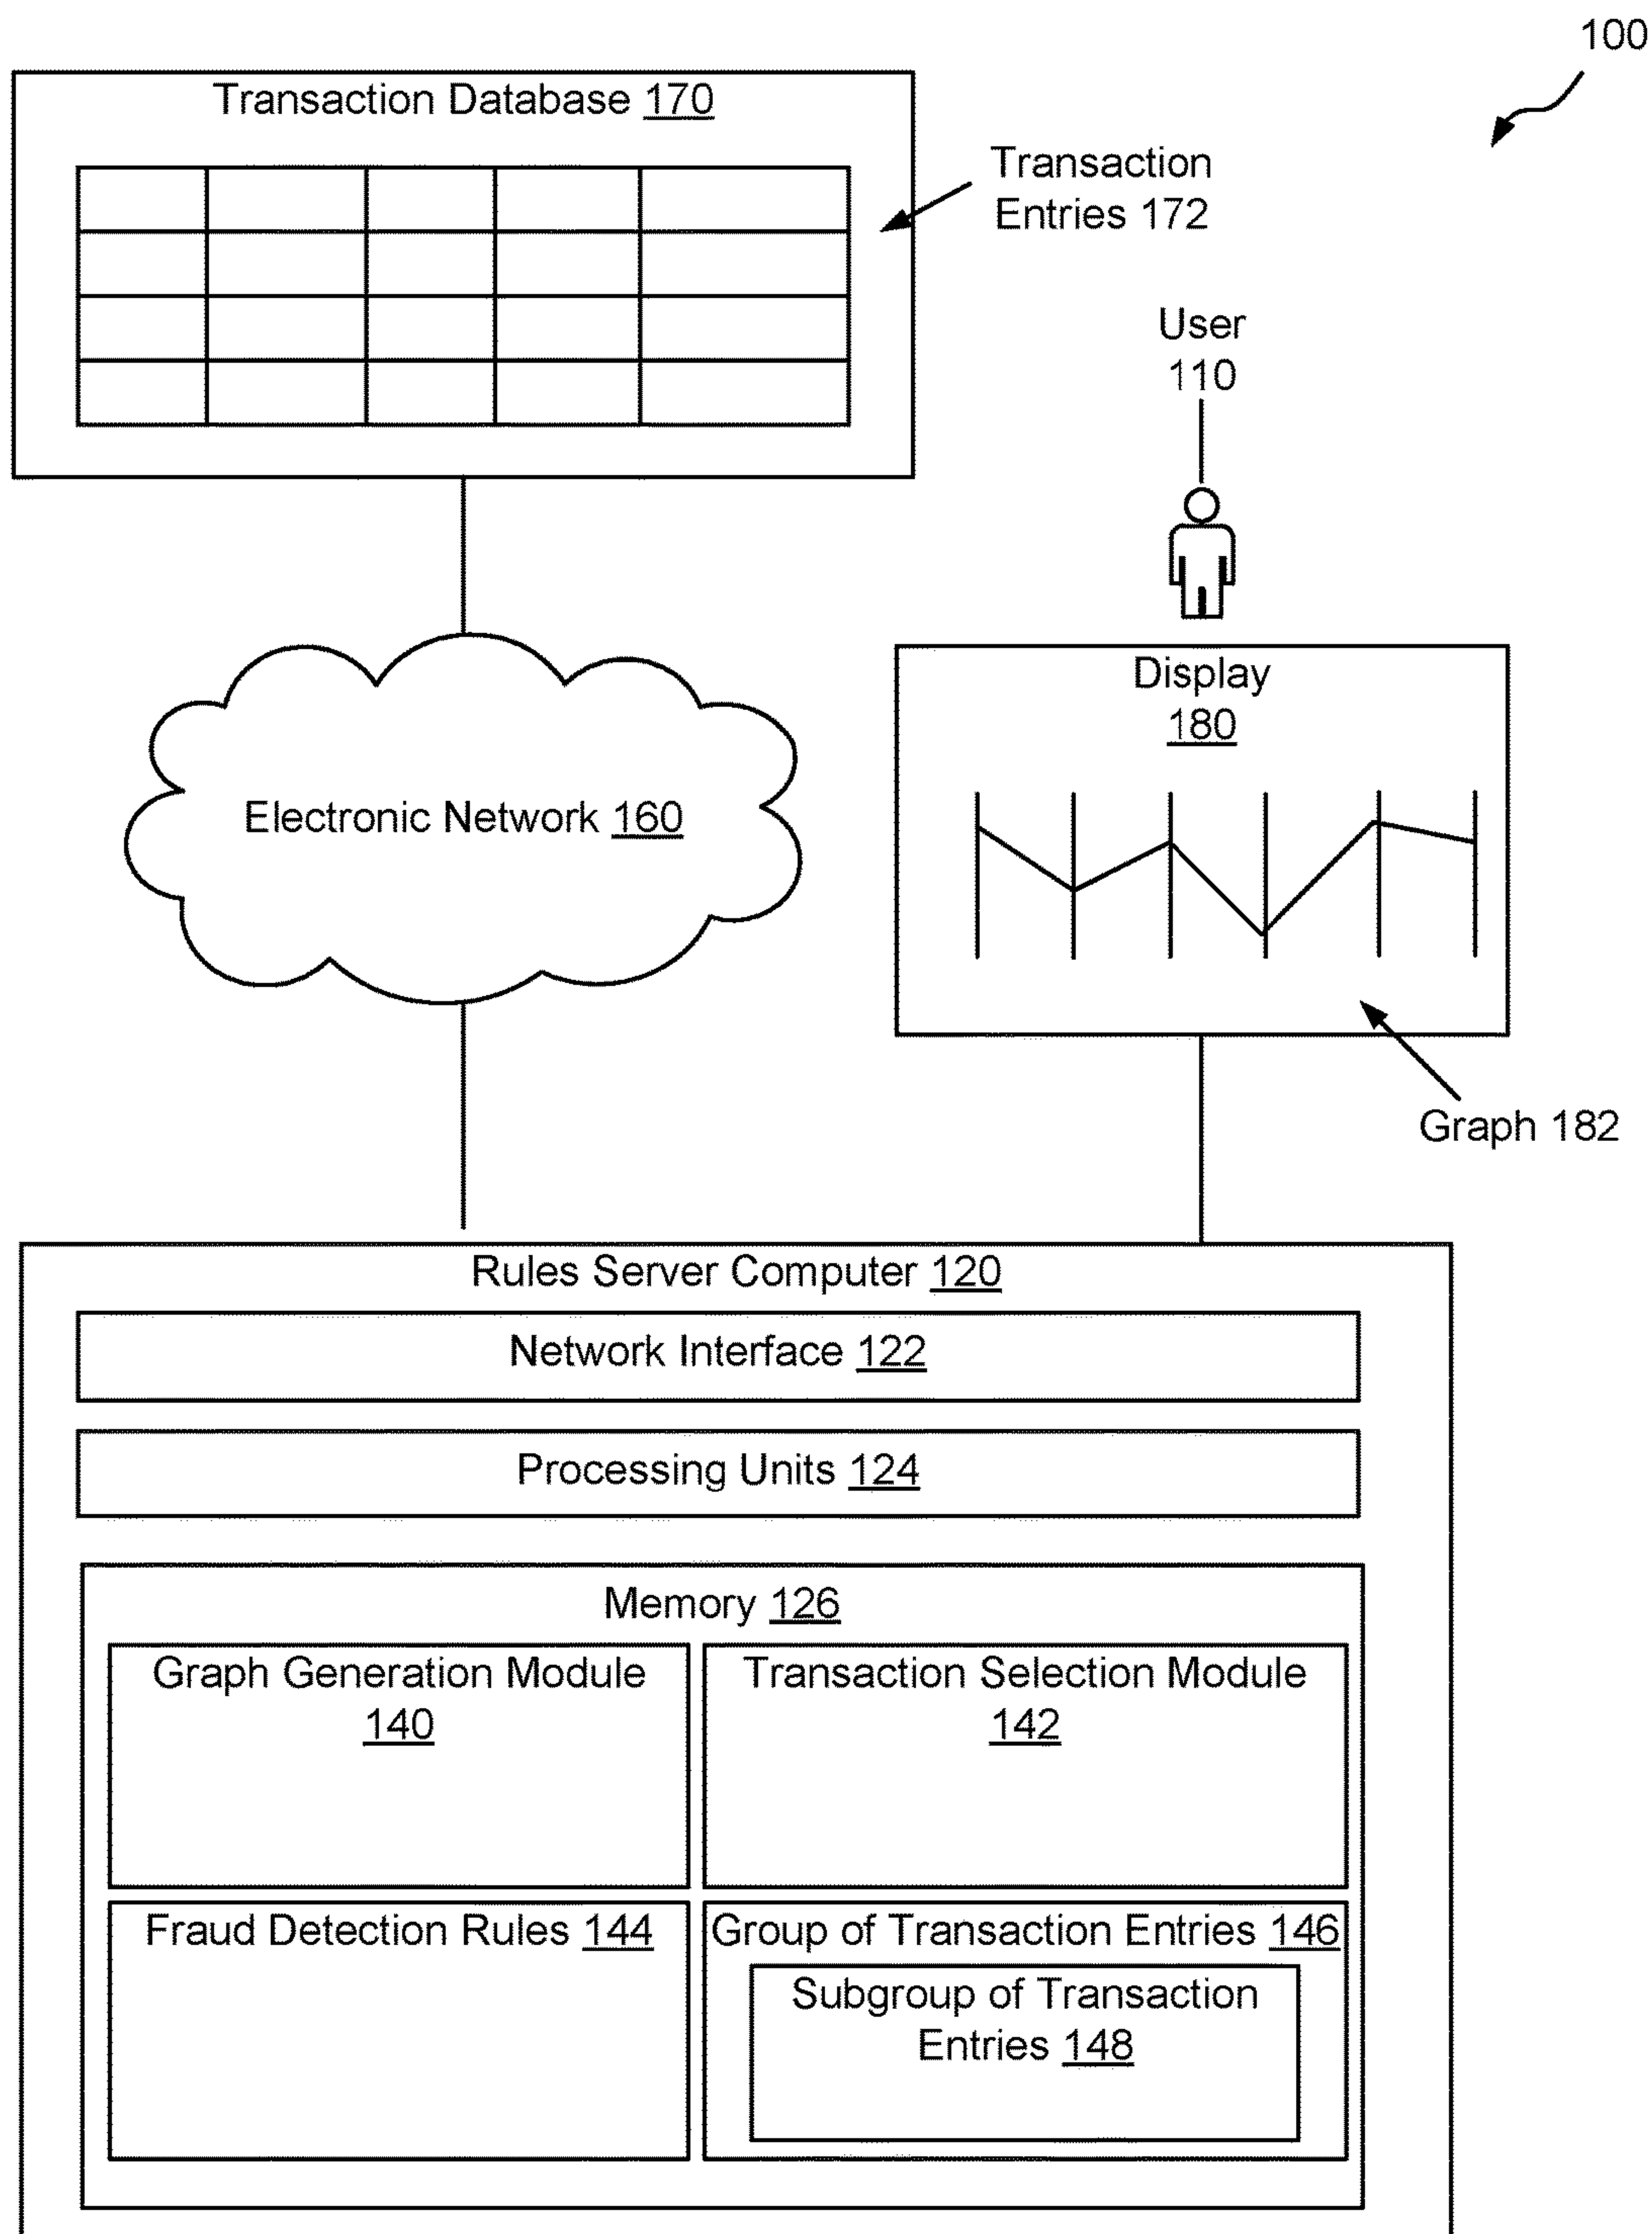 100
Transaction Database 170
Transaction
Entries 172
User
110
Display
180
Electronic Network 160
Graph 182
Rules Server Computer 120
Network Interface 122
Processing Units 124
Memory 126
Graph Generation Module
140
Transaction Selection Module
142
Fraud Detection Rules 144
Group of Transaction Entries 146
Subgroup of Transaction
Entries 148